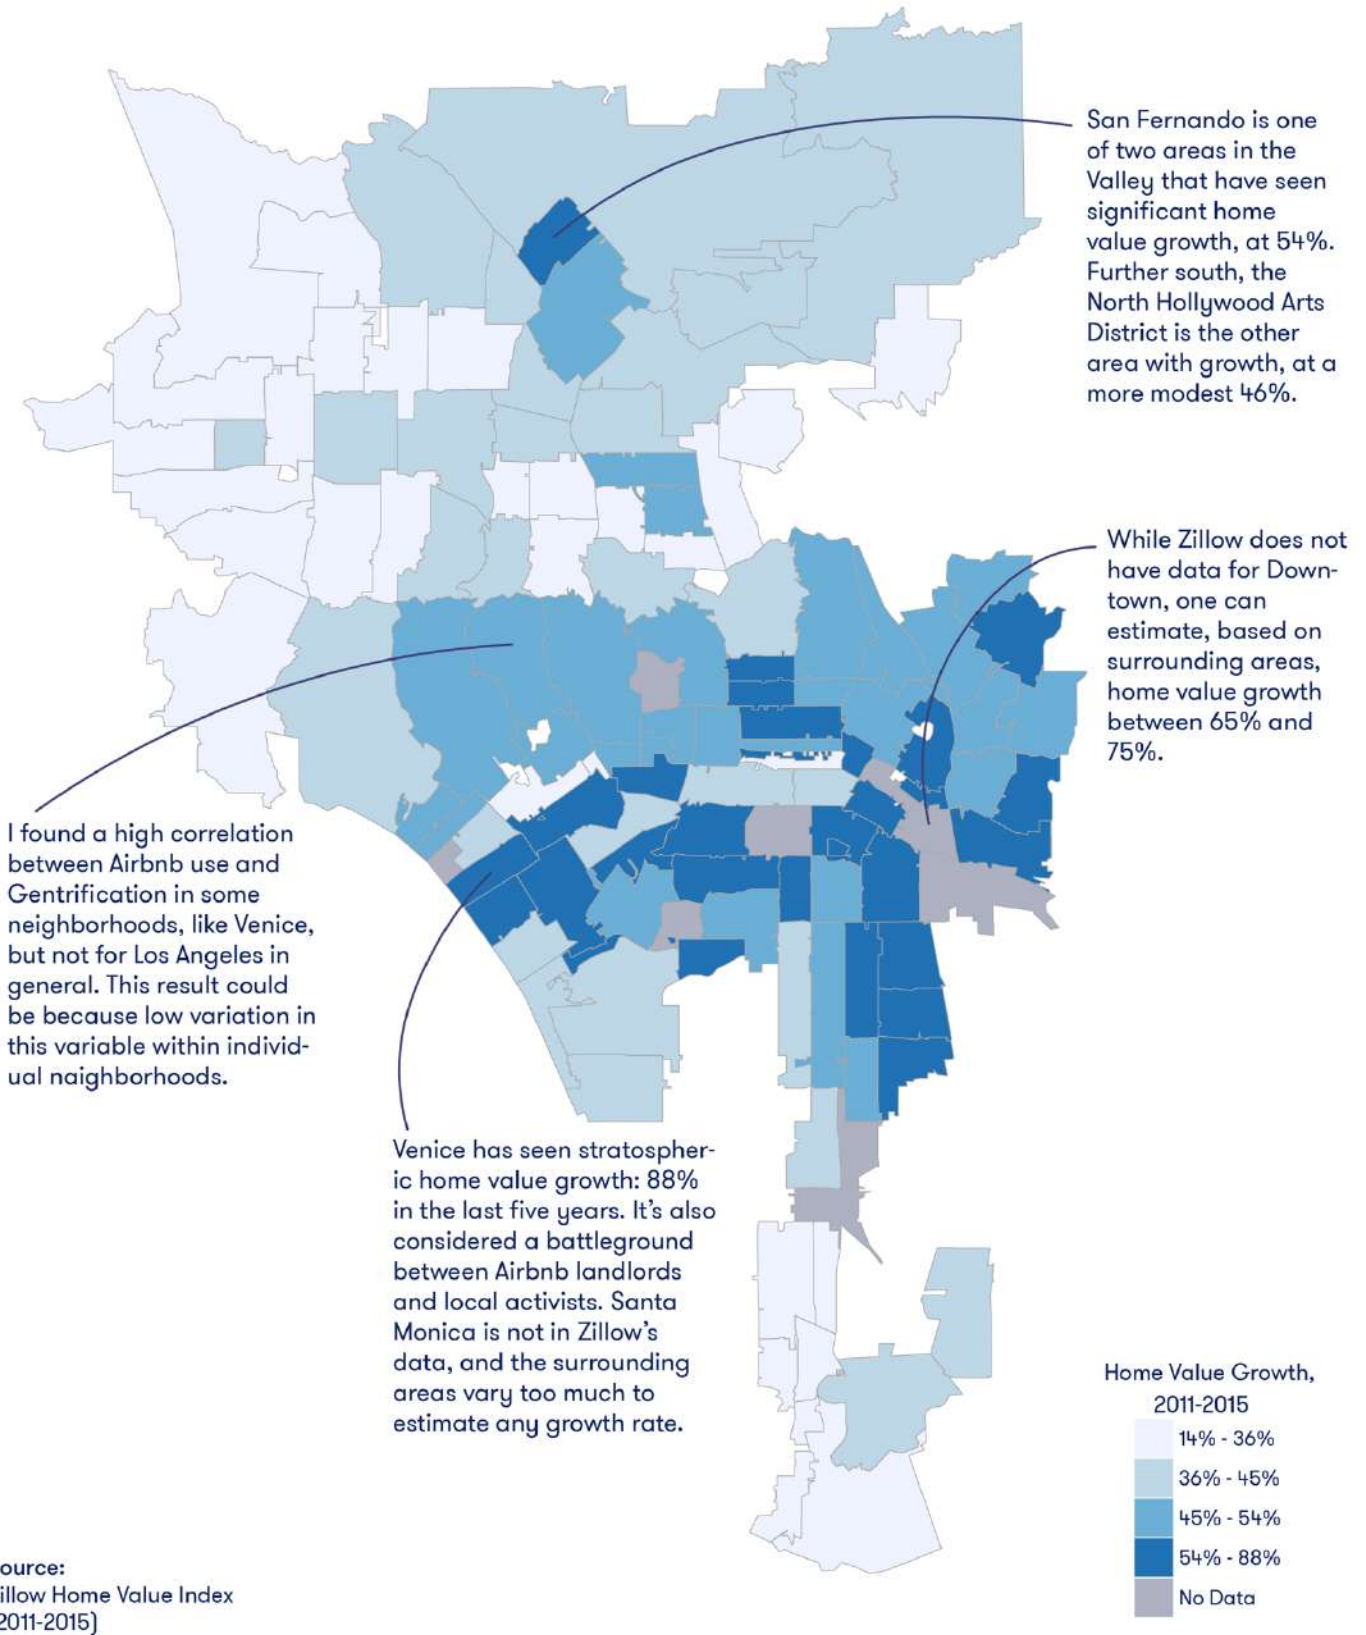 San Fernando is one
of two areas in the
Valley that have seen
significant home
value growth, at 54%.
Further south, the
North Hollywood Arts
District is the other
area with growth, at a
more modest 46%.
While Zillow does not
have data for Down-
town, one can
estimate, based on
surrounding areas,
home value growth
between 65% and
75%.
I found a high correlation
between Airbnb use and
Gentrification in some
neighborhoods, like Venice,
but not for Los Angeles in
general. This result could
be because low variation in
this variable within individ-
ual naighborhoods.
Venice has seen stratospher-
ic home value growth: 88%
in the last five years. It's also
considered a battleground
between Airbnb landlords
and local activists. Santa
Monica is not in Zillow's
data, and the surrounding
areas vary too much to
estimate any growth rate.
Home Value Growth,
2011-2015
14% - 36%
36% - 45%
45% - 54%
54% - 88%
No Data
ource:
illow Home Value Index
2011-2015)